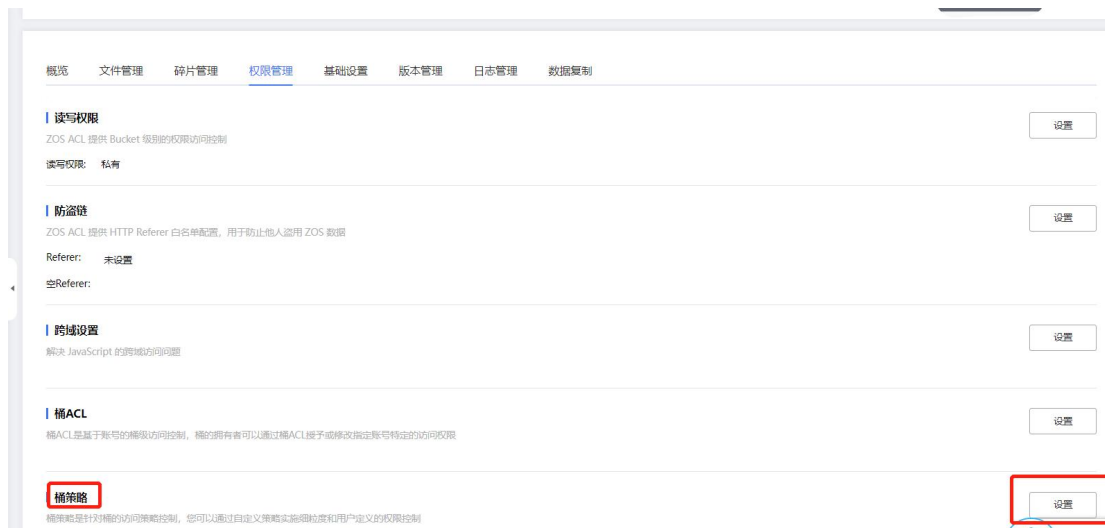 概览 文件管理 碎片管理 权限管理 基础设置 版本管理 日志管理 数据复制
读写权限
设置
ZOS ACL 提供 Bucket 级别的权限访问控制
读写权限: 私有
防盗链
设置
ZOS ACL 提供 HTTP Referer 白名单配置，用于防止他人盗用 ZOS 数据
Referer: 未设置
空Referer:
跨域设置
设置
解决 JavaScript 的跨域访问问题
桶ACL
设置
桶ACL是基于账号的桶级访问控制，桶的拥有者可以通过桶ACL授予或修改指定账号特定的访问权限
桶策略
设置
桶策略是针对桶的访问策略控制，您可以通过自定义策略实施细粒度和用户定义的权限控制